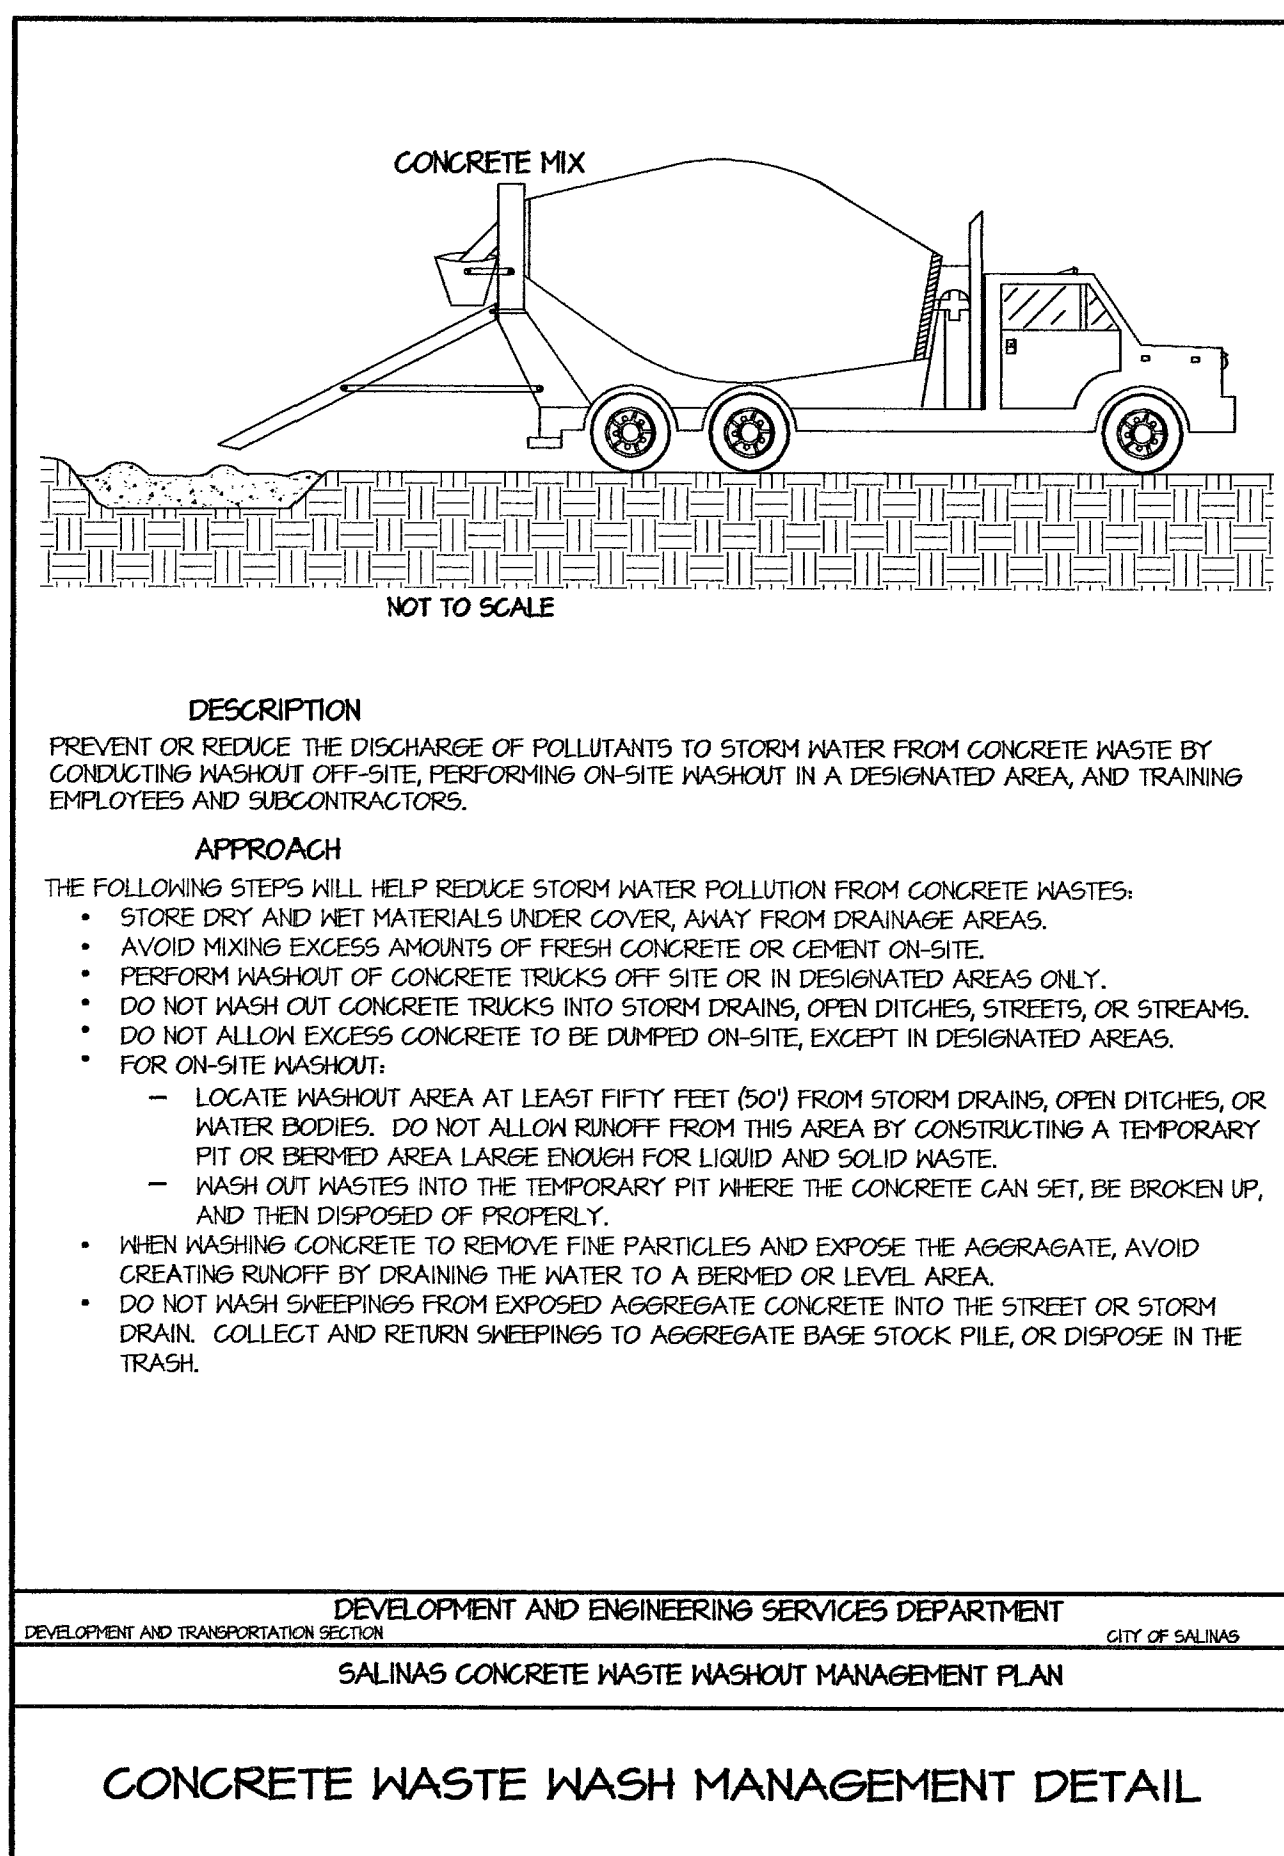 CONCRETE MIX
NOT TO SCALE
DESCRIPTION
PREVENT OR REDUCE THE DISCHARGE OF POLLUTANTS TO STORM WATER FROM CONCRETE WASTE BY
CONDUCTING WASHOUT OFF-SITE, PERFORMING ON-SITE WASHOUT IN A DESIGNATED AREA, AND TRAINING
EMPLOYEES AND SUBCONTRACTORS.
APPROACH
THE FOLLOWING STEPS WILL HELP REDUCE STORM WATER POLLUTION FROM CONCRETE WASTES:
• STORE DRY AND WET MATERIALS UNDER COVER, AWAY FROM DRAINAGE AREAS.
• AVOID MIXING EXCESS AMOUNTS OF FRESH CONCRETE OR CEMENT ON-SITE.
• PERFORM WASHOUT OF CONCRETE TRUCKS OFF SITE OR IN DESIGNATED AREAS ONLY.
• DO NOT WASH OUT CONCRETE TRUCKS INTO STORM DRAINS, OPEN DITCHES, STREETS, OR STREAMS.
• DO NOT ALLOW EXCESS CONCRETE TO BE DUMPED ON-SITE, EXCEPT IN DESIGNATED AREAS.
• FOR ON-SITE WASHOUT:
— LOCATE WASHOUT AREA AT LEAST FIFTY FEET (50') FROM STORM DRAINS, OPEN DITCHES, OR
WATER BODIES. DO NOT ALLOW RUNOFF FROM THIS AREA BY CONSTRUCTING A TEMPORARY
PIT OR BERMED AREA LARGE ENOUGH FOR LIQUID AND SOLID WASTE.
— WASH OUT WASTES INTO THE TEMPORARY PIT WHERE THE CONCRETE CAN SET, BE BROKEN UP,
AND THEN DISPOSED OF PROPERLY.
• WHEN WASHING CONCRETE TO REMOVE FINE PARTICLES AND EXPOSE THE AGGRAGATE, AVOID
CREATING RUNOFF BY DRAINING THE WATER TO A BERMED OR LEVEL AREA.
• DO NOT WASH SWEEPINGS FROM EXPOSED AGGREGATE CONCRETE INTO THE STREET OR STORM
DRAIN. COLLECT AND RETURN SWEEPINGS TO AGGREGATE BASE STOCK PILE, OR DISPOSE IN THE
TRASH.
DEVELOPMENT AND ENGINEERING SERVICES DEPARTMENT
DEVELOPMENT AND TRANSPORTATION SECTION
CITY OF SALINAS
SALINAS CONCRETE WASTE WASHOUT MANAGEMENT PLAN
CONCRETE WASTE WASH MANAGEMENT DETAIL